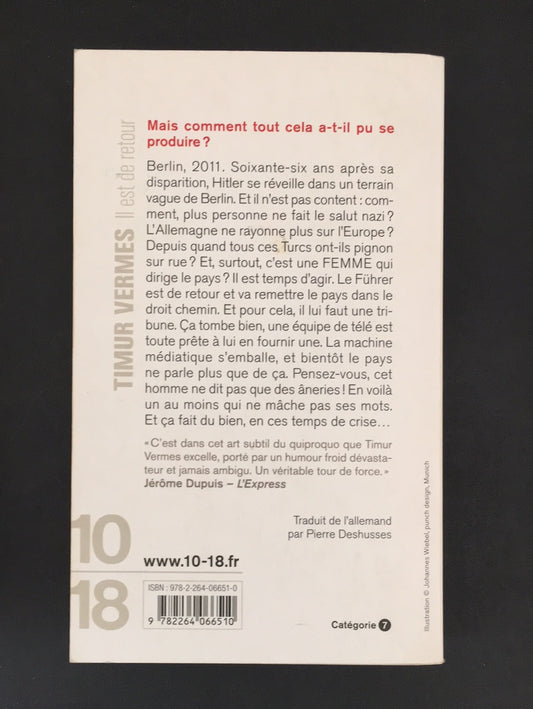 TIMUR VERMES Il est de retour
Mais comment tout cela a-t-il pu se
produire ?
Berlin, 2011. Soixante-six ans après sa
disparition, Hitler se réveille dans un terrain
vague de Berlin. Et il n'est pas content : com-
ment, plus personne ne fait le salut nazi ?
L'Allemagne ne rayonne plus sur l'Europe ?
Depuis quand tous ces Turcs ont-ils pignon
sur rue ? Et, surtout, c'est une FEMME qui
dirige le pays ? Il est temps d'agir. Le Führer
est de retour et va remettre le pays dans le
droit chemin. Et pour cela, il lui faut une tri-
bune. Ça tombe bien, une équipe de télé est
toute prête à lui en fournir une. La machine
médiatique s'emballe, et bientôt le pays
ne parle plus que de ça. Pensez-vous, cet
homme ne dit pas que des âneries ! En voilà
un au moins qui ne mâche pas ses mots.
Et ça fait du bien, en ces temps de crise…
« C'est dans cet art subtil du quiproquo que Timur
Vermes excelle, porté par un humour froid dévasta-
teur et jamais ambigu. Un véritable tour de force. »
Jérôme Dupuis – L'Express
Traduit de l'allemand
par Pierre Deshusses
10
18
www.10-18.fr
ISBN : 978-2-264-06651-0
9 782264 066510
Catégorie 7
Illustration © Johannes Wiebel, punch design, Munich